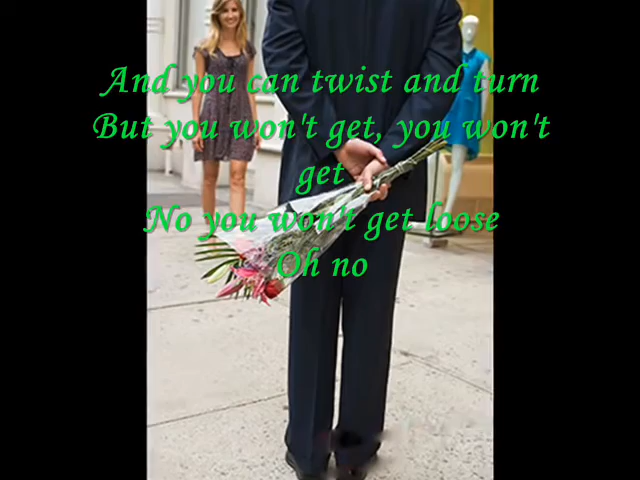 And you can twist and turn
But you won't get, you won't
get
No you won't get loose
Oh no